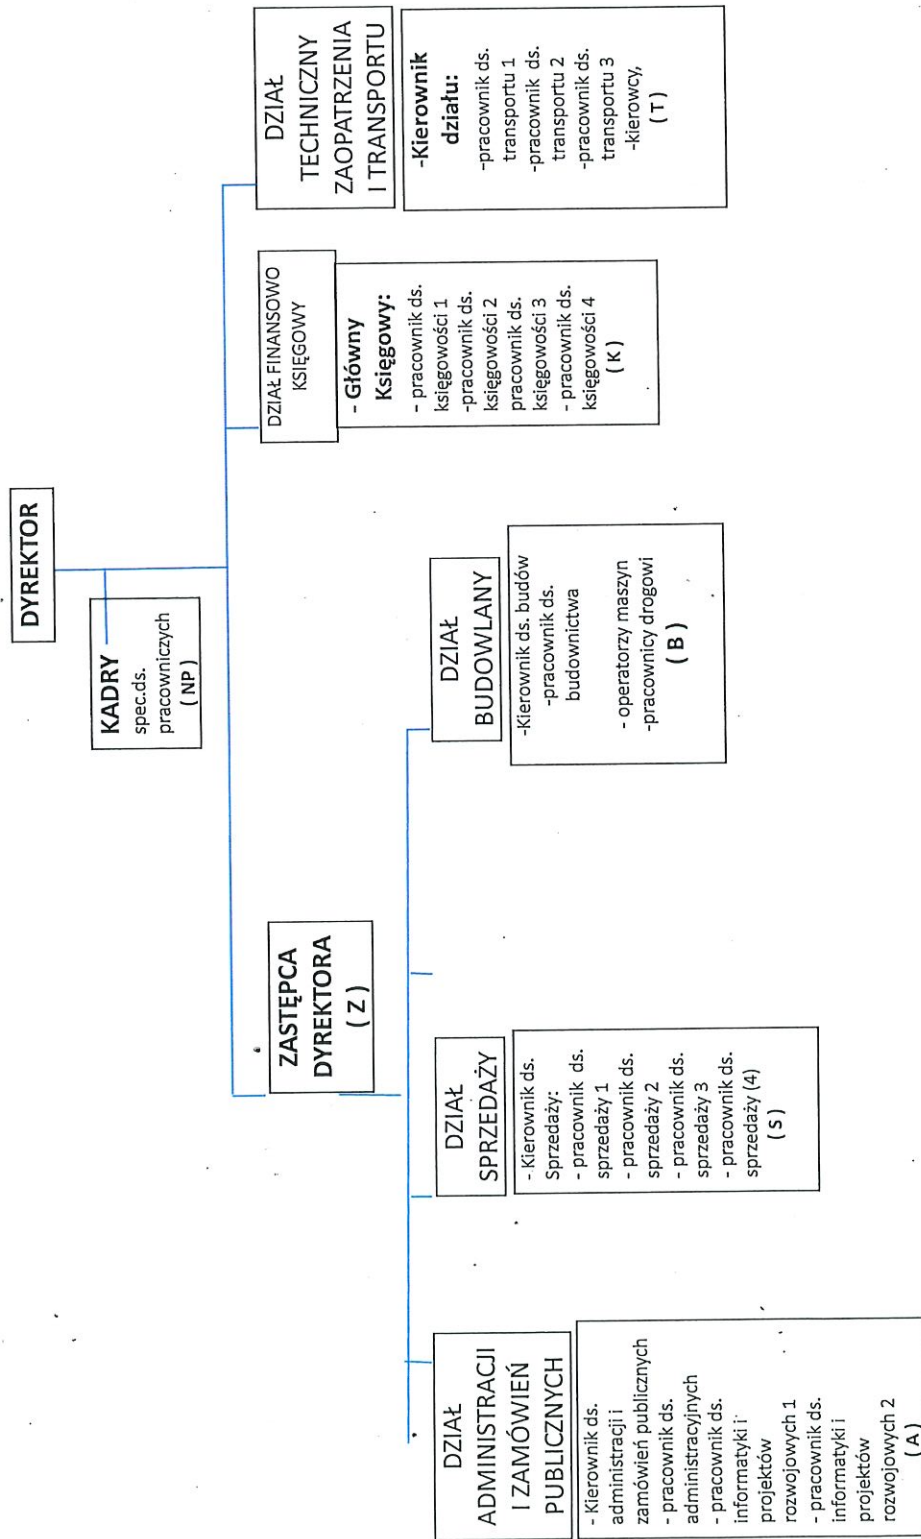 DYREKTOR
KADRY
spec.ds.
pracowniczych
( NP )
ZASTĘPCA
DYREKTORA
( Z )
DZIAŁ FINANSOWO
KSIĘGOWY
- Główny
Księgowy:
- pracownik ds.
księgowości 1
-pracownik ds.
księgowości 2
pracownik ds.
księgowości 3
- pracownik ds.
księgowości 4
( K )
DZIAŁ
TECHNICZNY
ZAOPATRZENIA
I TRANSPORTU
-Kierownik
działu:
-pracownik ds.
transportu 1
-pracownik ds.
transportu 2
-pracownik ds.
transportu 3
-kierowcy,
( T )
DZIAŁ
ADMINISTRACJI
I ZAMÓWIEŃ
PUBLICZNYCH
- Kierownik ds.
administracji i
zamówień publicznych
- pracownik ds.
administracyjnych
- pracownik ds.
informatyki i
projektów
rozwojowych 1
- pracownik ds.
informatyki i
projektów
rozwojowych 2
( A )
DZIAŁ
SPRZEDAŻY
- Kierownik ds.
Sprzedaży:
- pracownik ds.
sprzedaży 1
- pracownik ds.
sprzedaży 2
- pracownik ds.
sprzedaży 3
- pracownik ds.
sprzedaży (4)
( S )
DZIAŁ
BUDOWLANY
-Kierownik ds. budów
-pracownik ds.
budownictwa
- operatorzy maszyn
-pracownicy drogowi
( B )